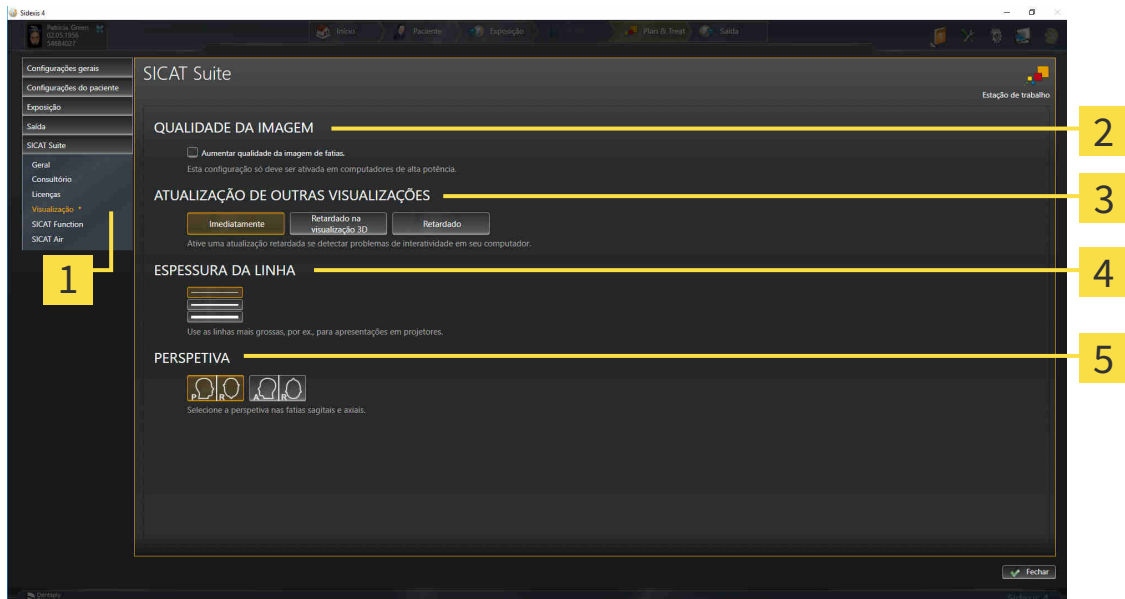 Sidexis 4
Patricia Green
02.05.1956
54684027
Início
Paciente
Exposição
Plan & Treat
Saída
Configurações gerais
Configurações do paciente
Exposição
Saída
SICAT Suite
Geral
Consultório
Licenças
Visualização *
SICAT Function
SICAT Air
1
SICAT Suite
Estação de trabalho
QUALIDADE DA IMAGEM
2
Aumentar qualidade da imagem de fatias.
Esta configuração só deve ser ativada em computadores de alta potência.
ATUALIZAÇÃO DE OUTRAS VISUALIZAÇÕES
3
Imediatamente
Retardado na
visualização 3D
Retardado
Ative uma atualização retardada se detectar problemas de interatividade em seu computador.
ESPESSURA DA LINHA
4
Use as linhas mais grossas, por ex., para apresentações em projetores.
PERSPETIVA
5
P R
A R
Selecione a perspetiva nas fatias sagitais e axiais.
Fechar
Dentsply
Sidexis 4